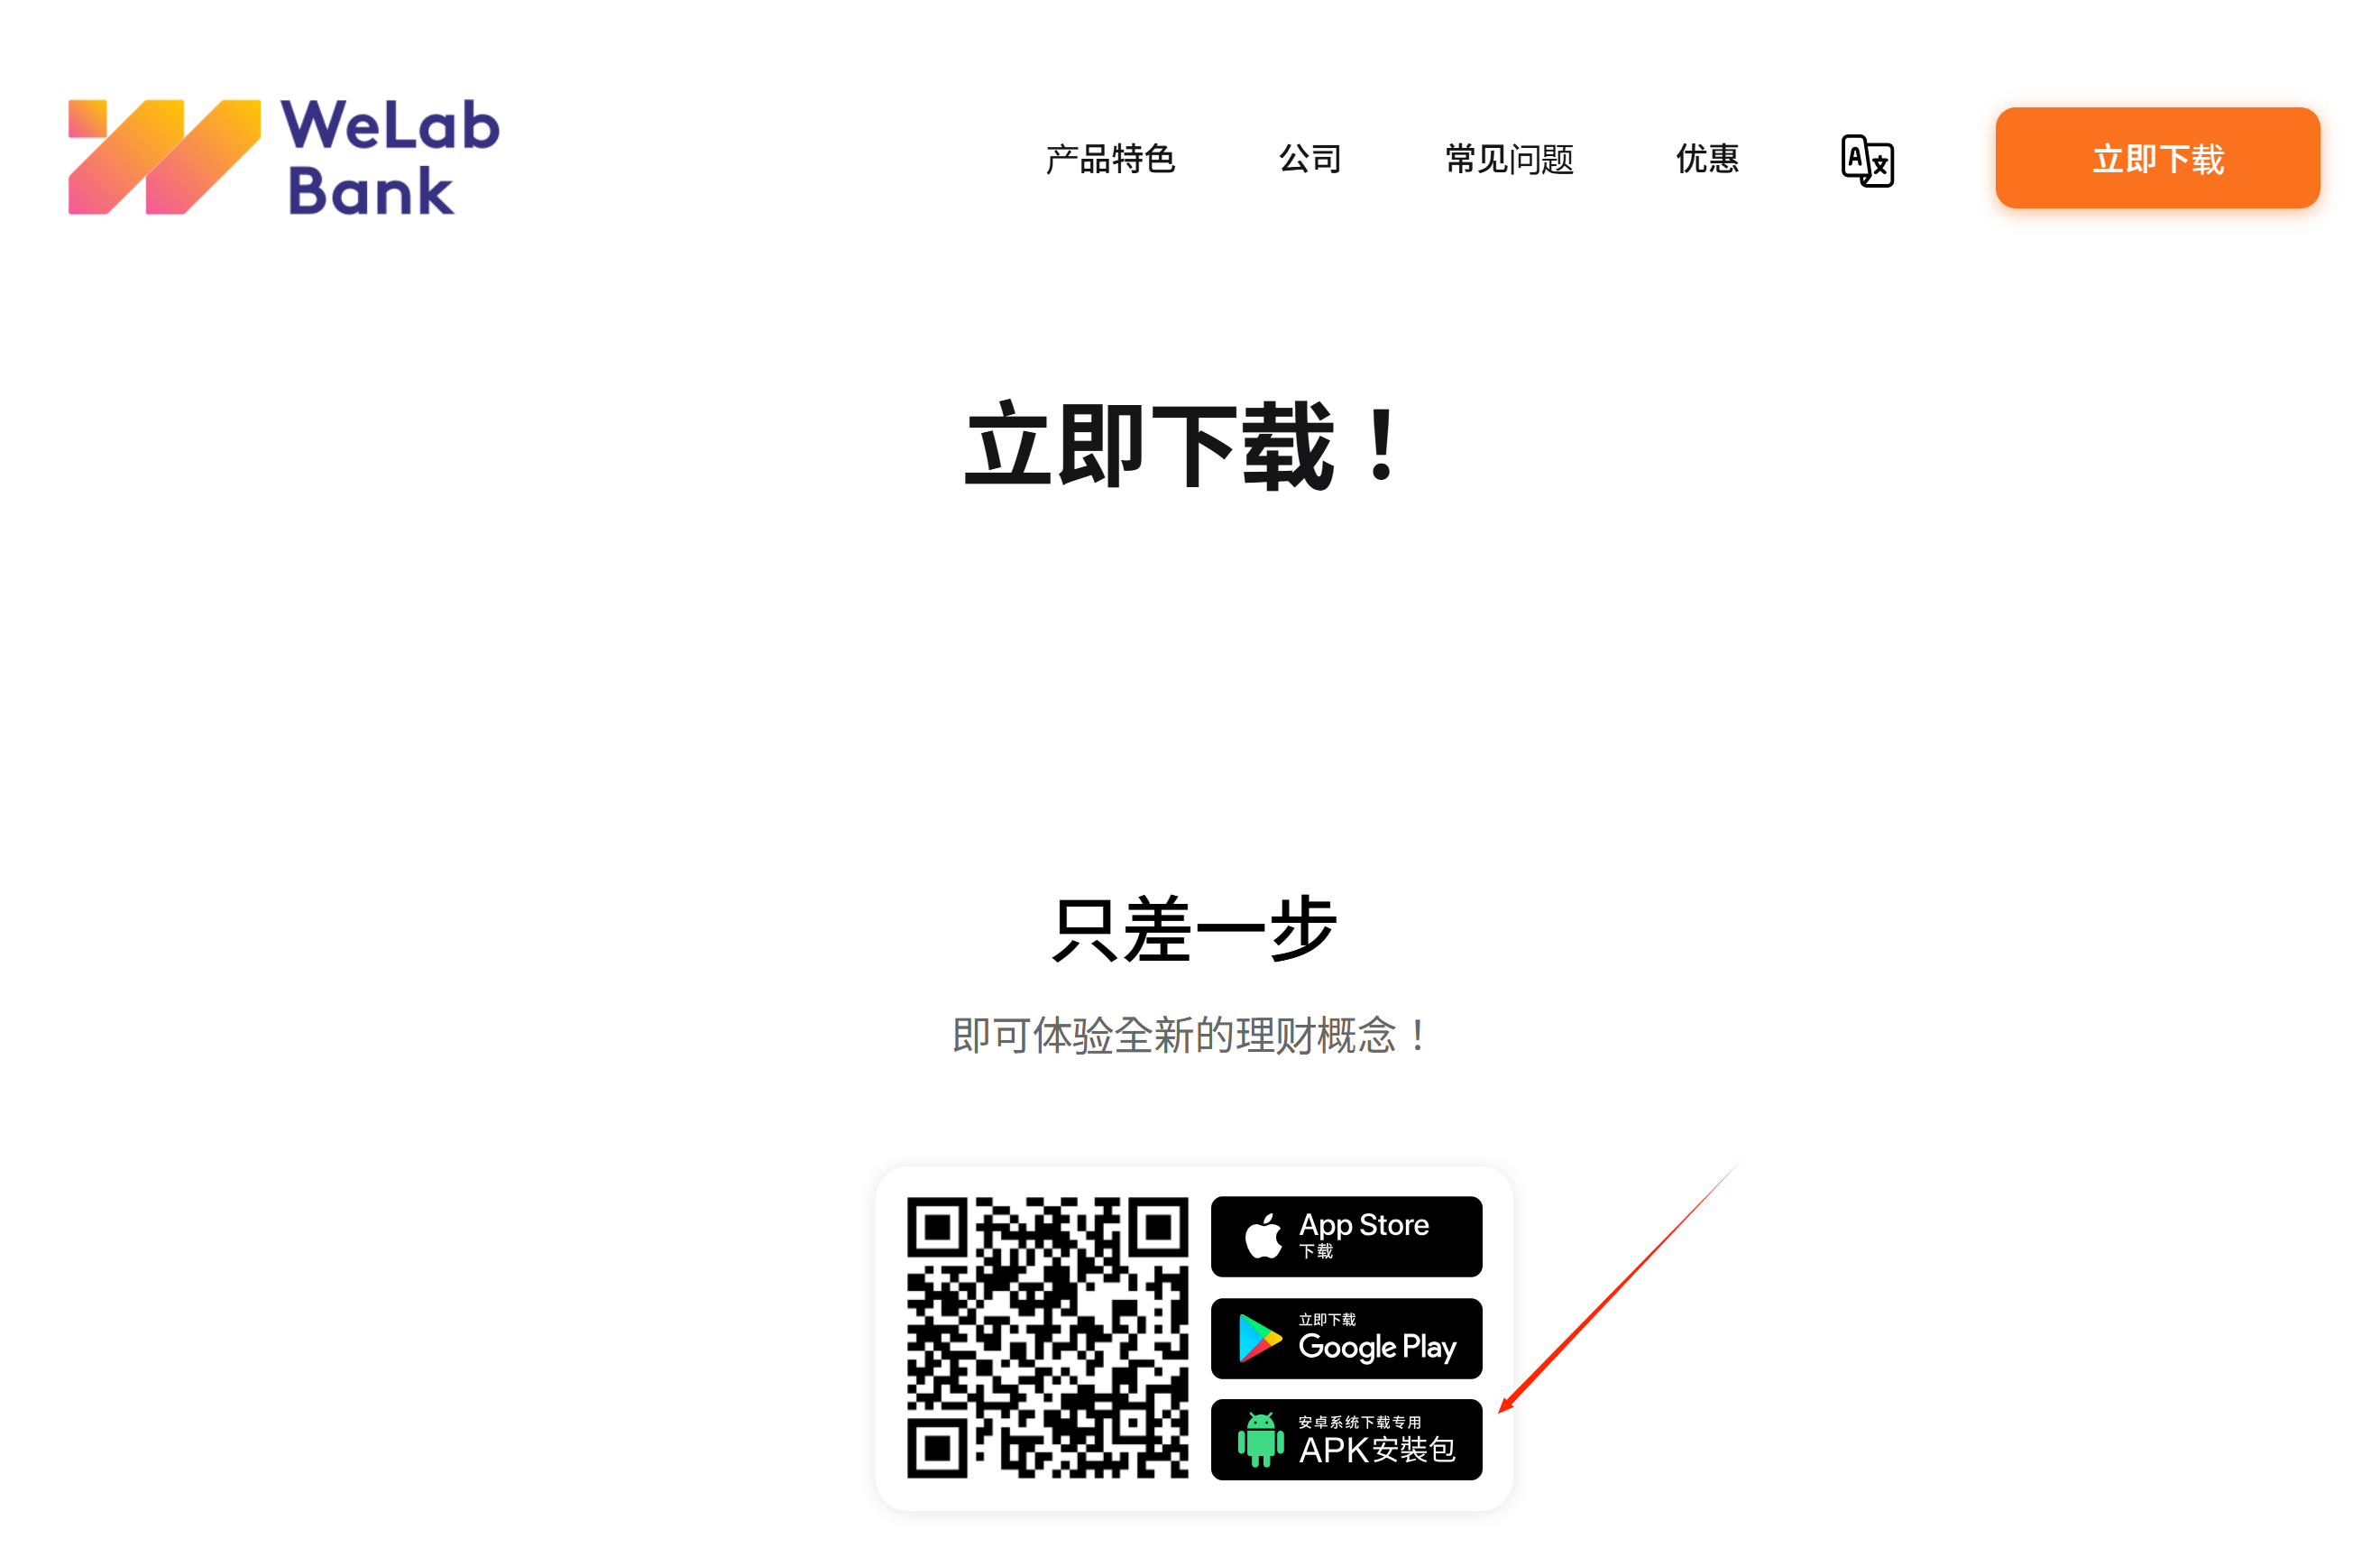 WeLab
Bank
产品特色 公司 常见问题 优惠 立即下载
立即下载！
只差一步
即可体验全新的理财概念！
App Store
下载
立即下载
Google Play
安卓系统下载专用
APK安装包